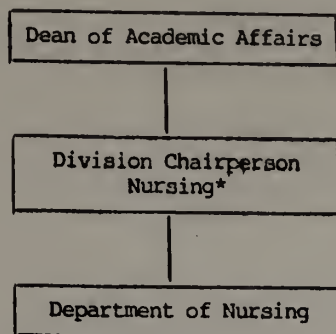 Dean of Academic Affairs
Division Chairperson
Nursing*
Department of Nursing